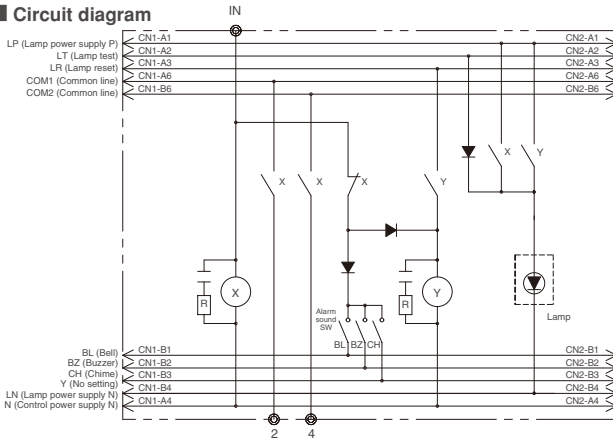 Circuit diagram
IN
LP (Lamp power supply P) CN1-A1 CN2-A1
LT (Lamp test) CN1-A2 CN2-A2
LR (Lamp reset) CN1-A3 CN2-A3
COM1 (Common line) CN1-A6 CN2-A6
COM2 (Common line) CN1-B6 CN2-B6
X Y
X X X Y
R X R Y
Alarm
sound
SW
Lamp
BL BZ CH
BL (Bell) CN1-B1 CN2-B1
BZ (Buzzer) CN1-B2 CN2-B2
CH (Chime) CN1-B3 CN2-B3
Y (No setting)
LN (Lamp power supply N) CN1-B4 CN2-B4
N (Control power supply N) CN1-A4 CN2-A4
2 4